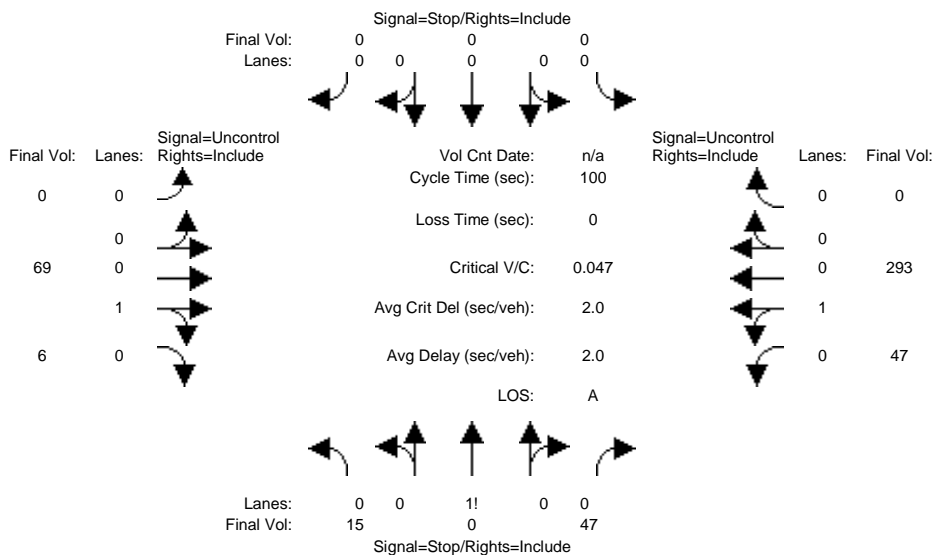 Signal=Stop/Rights=Include
Final Vol: 0 0 0
Lanes: 0 0 0 0 0
Signal=Uncontrol Signal=Uncontrol
Final Vol: Lanes: Rights=Include Vol Cnt Date: n/a Rights=Include Lanes: Final Vol:
Cycle Time (sec): 100
0 0 0 0
Loss Time (sec): 0
0 0
69 0 Critical V/C: 0.047 0 293
1 Avg Crit Del (sec/veh): 2.0 1
6 0 Avg Delay (sec/veh): 2.0 0 47
LOS: A
Lanes: 0 0 1! 0 0
Final Vol: 15 0 47
Signal=Stop/Rights=Include